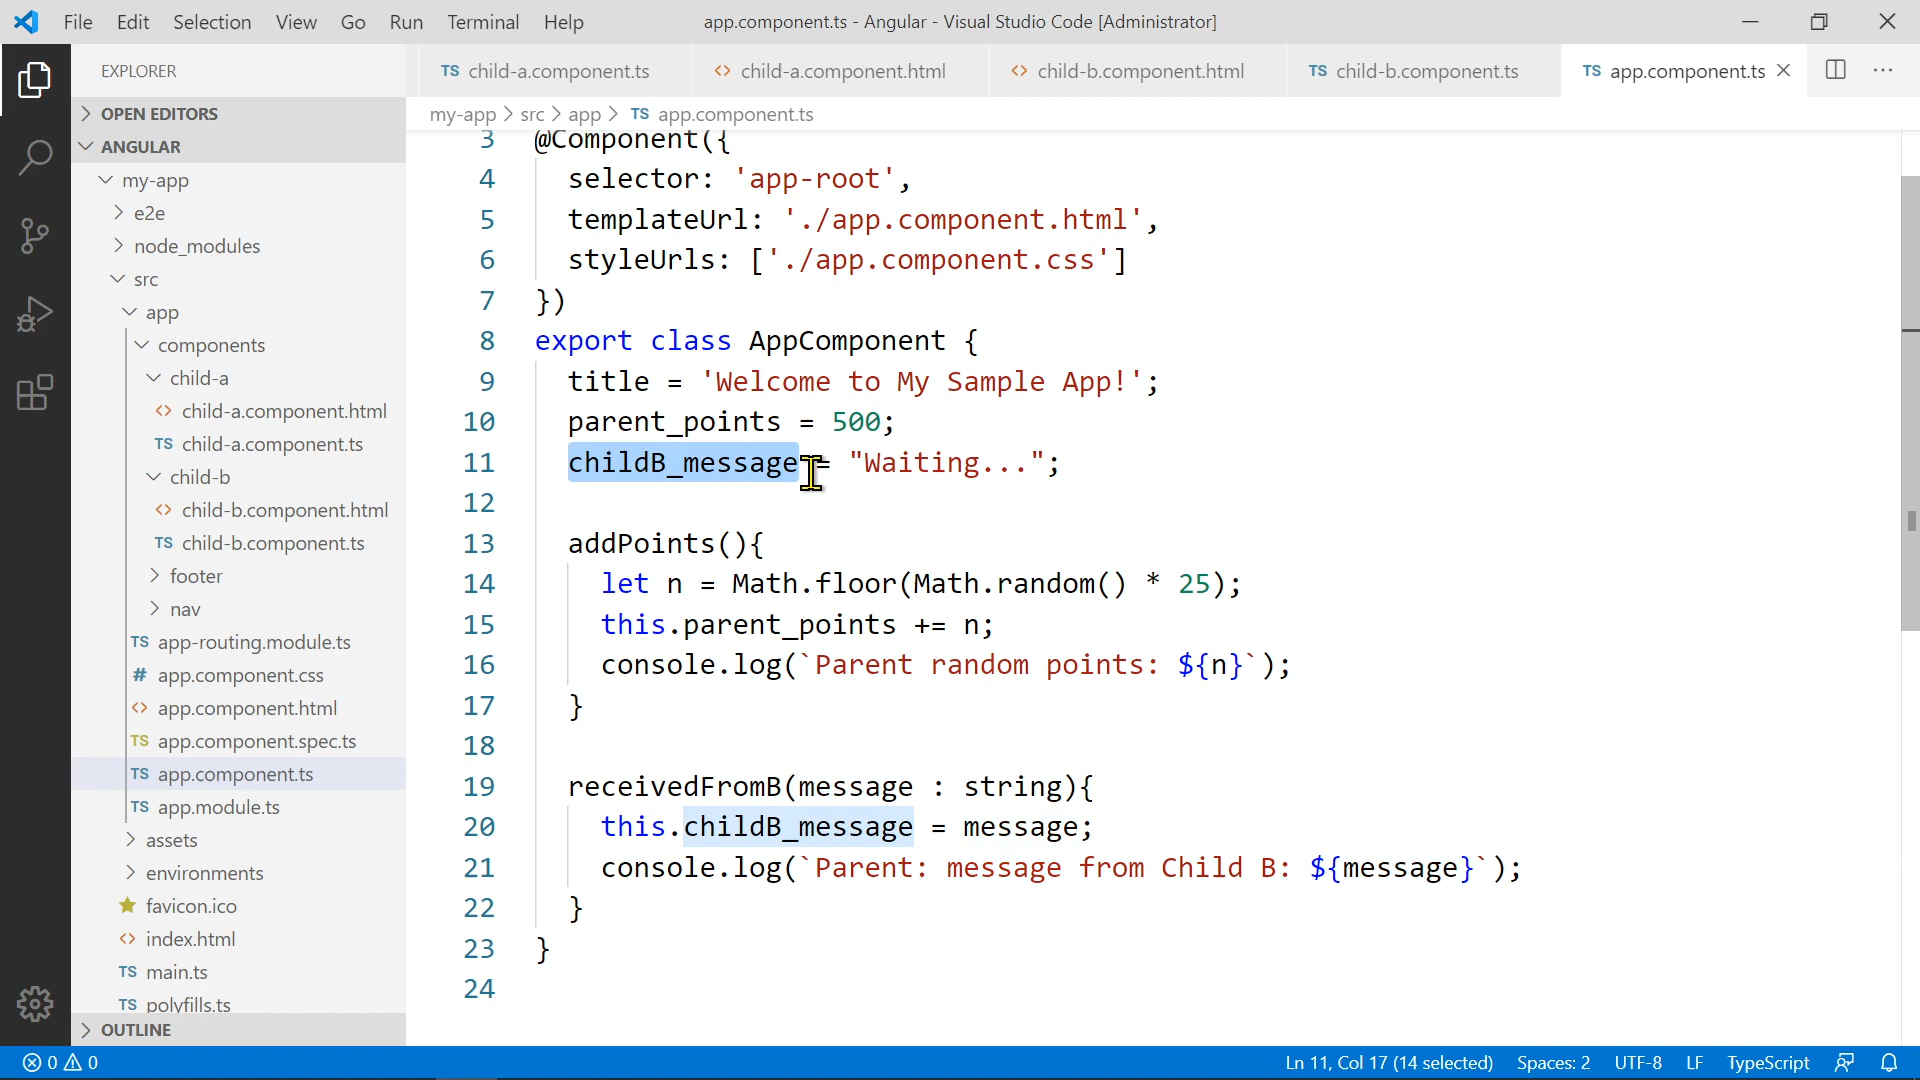 File Edit Selection View Go Run Terminal Help app.component.ts - Angular - Visual Studio Code [Administrator]
EXPLORER
OPEN EDITORS
ANGULAR
my-app
e2e
node_modules
src
app
components
child-a
<> child-a.component.html
TS child-a.component.ts
child-b
<> child-b.component.html
TS child-b.component.ts
footer
nav
TS app-routing.module.ts
# app.component.css
<> app.component.html
TS app.component.spec.ts
TS app.component.ts
TS app.module.ts
assets
environments
favicon.ico
<> index.html
TS main.ts
TS polyfills.ts
OUTLINE
TS child-a.component.ts <> child-a.component.html <> child-b.component.html TS child-b.component.ts TS app.component.ts
my-app > src > app > TS app.component.ts
3 @Component({
4 selector: 'app-root',
5 templateUrl: './app.component.html',
6 styleUrls: ['./app.component.css']
7 })
8 export class AppComponent {
9 title = 'Welcome to My Sample App!';
10 parent_points = 500;
11 childB_message = "Waiting...";
12
13 addPoints(){
14 let n = Math.floor(Math.random() * 25);
15 this.parent_points += n;
16 console.log(`Parent random points: ${n}`);
17 }
18
19 receivedFromB(message : string){
20 this.childB_message = message;
21 console.log(`Parent: message from Child B: ${message}`);
22 }
23 }
24
0 0 Ln 11, Col 17 (14 selected) Spaces: 2 UTF-8 LF TypeScript